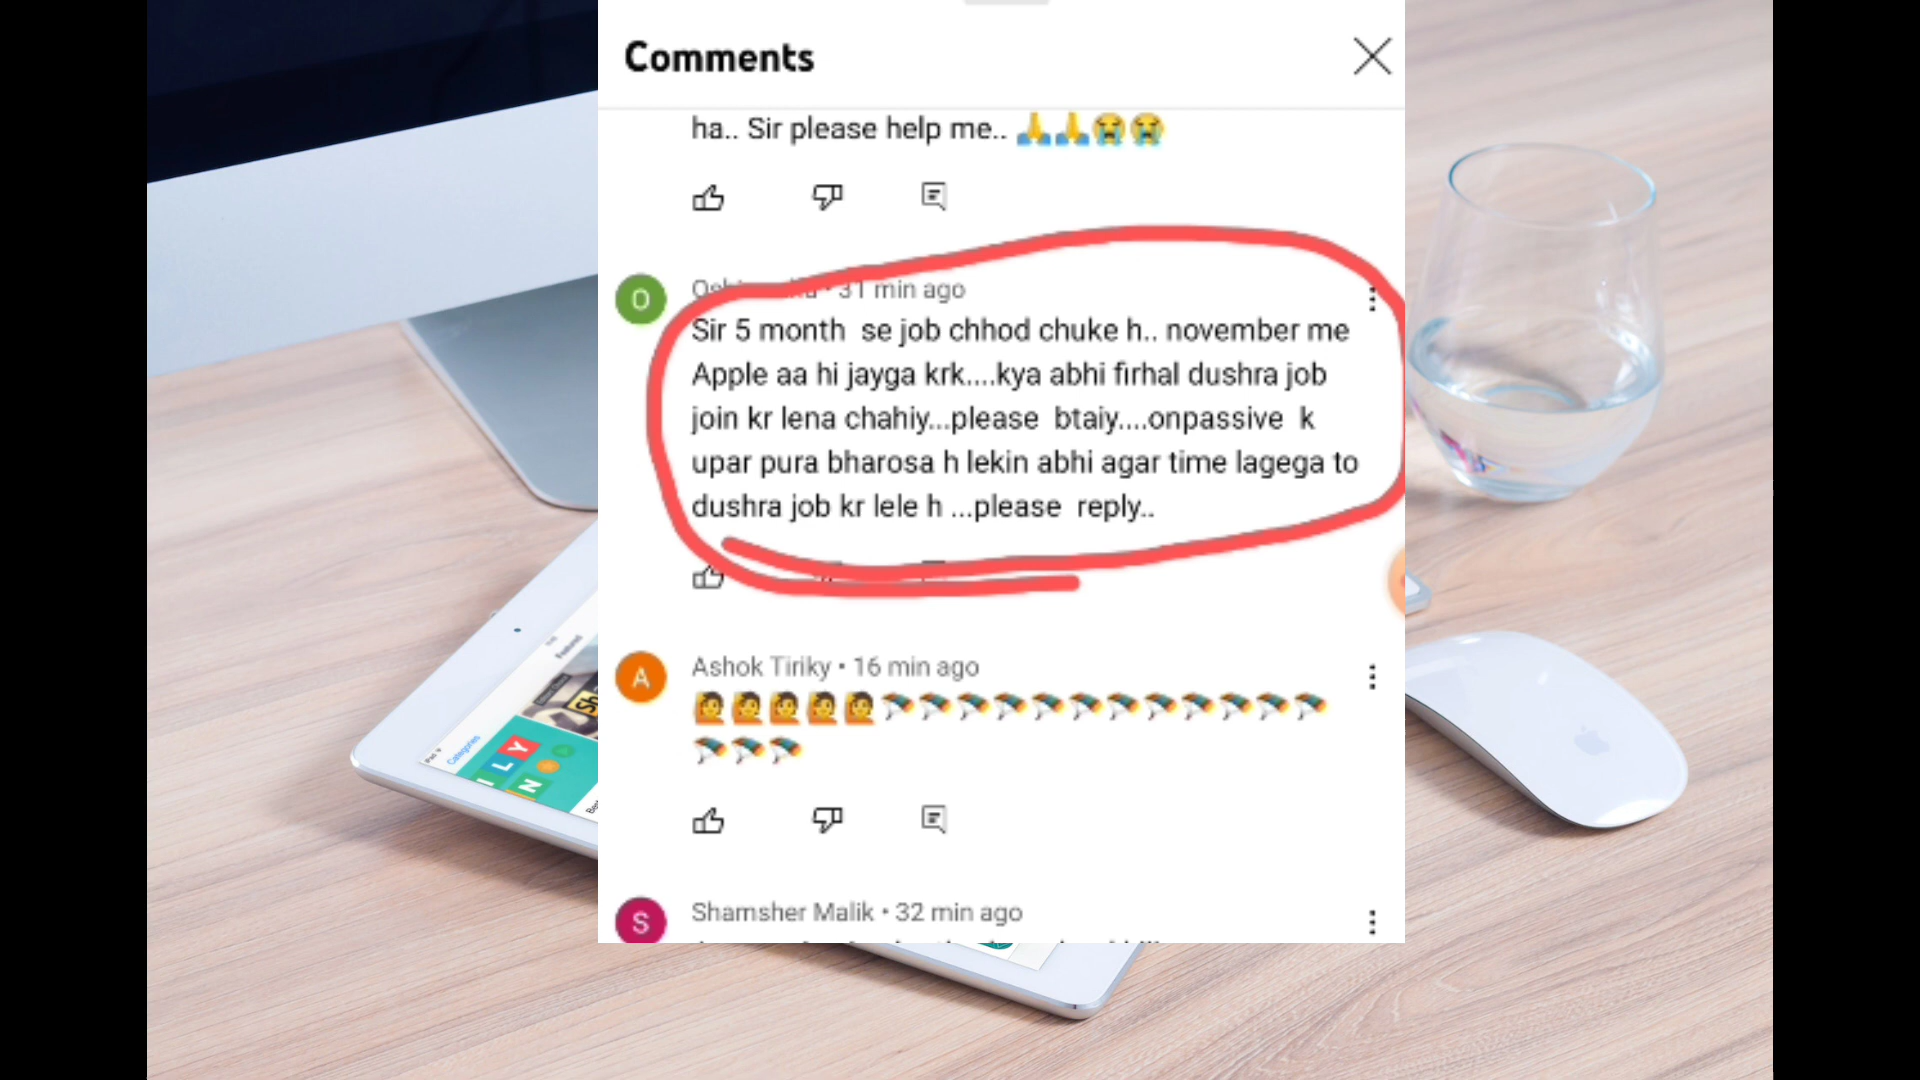 Comments
ha.. Sir please help me.. 🙏🙏😭😭
O
31 min ago
Sir 5 month se job chhod chuke h.. november me
Apple aa hi jayga krk....kya abhi firhal dushra job
join kr lena chahiy...please btaiy....onpassive k
upar pura bharosa h lekin abhi agar time lagega to
dushra job kr lele h ...please reply..
A
Ashok Tiriky • 16 min ago
S
Shamsher Malik • 32 min ago
Featured
Categories